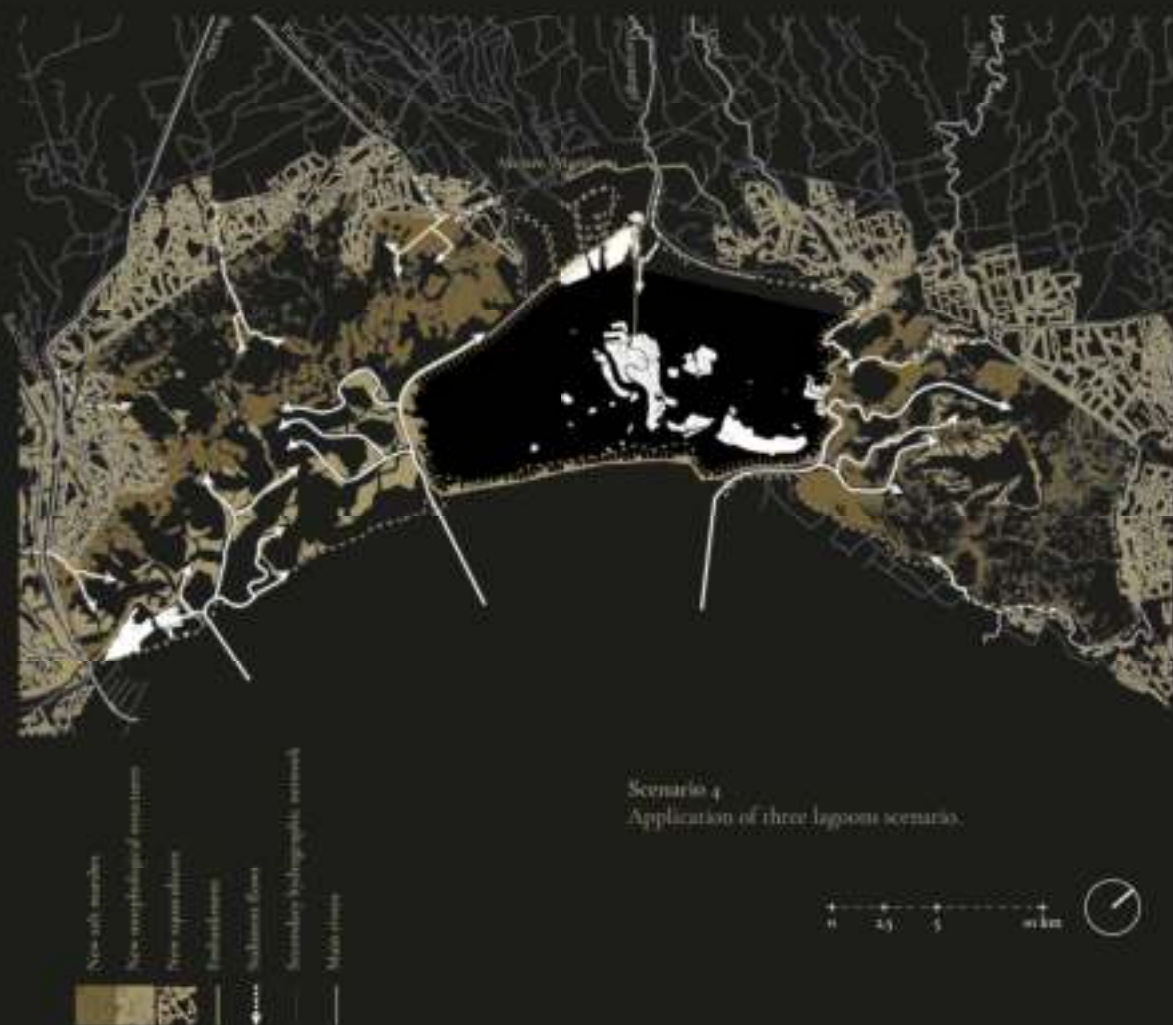 Scenario 4
Application of three lagoons scenario.
0 2,5 5 10 km
New salt marshes
New morphological structures
New aquaculture
Embankments
Sediment flows
Secondary hydrographic network
Main rivers